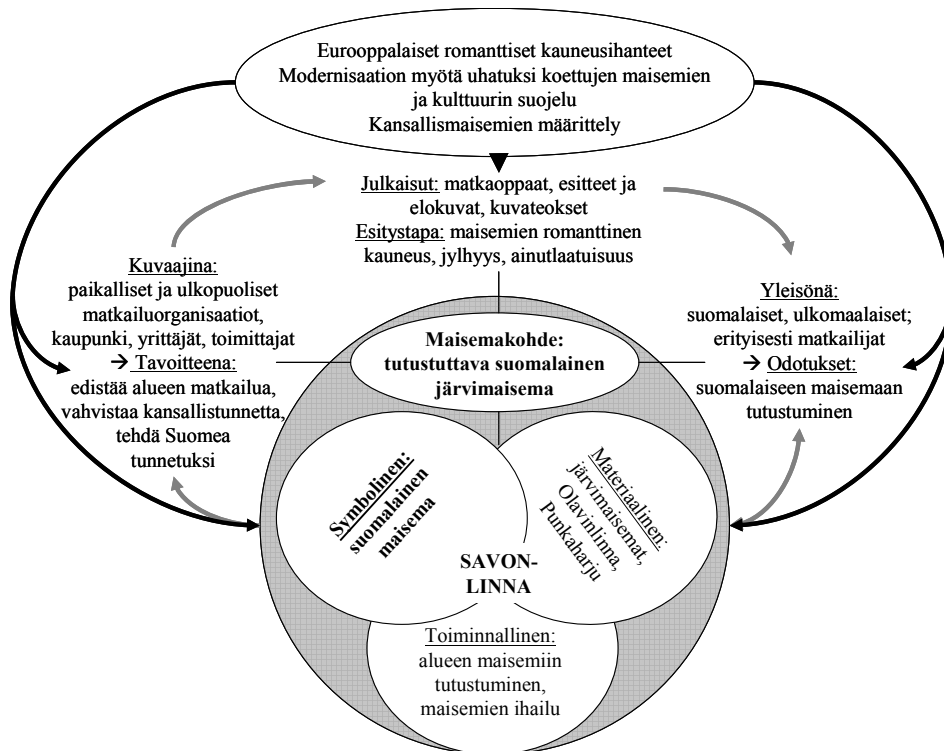 Eurooppalaiset romanttiset kauneusihanteet
Modernisaation myötä uhatuksi koettujen maisemien
ja kulttuurin suojelu
Kansallismaisemien määrittely
Julkaisut: matkaoppaat, esitteet ja
elokuvat, kuvateokset
Esitystapa: maisemien romanttinen
kauneus, jylhyys, ainutlaatuisuus
Kuvaajina:
paikalliset ja ulkopuoliset
matkailuorganisaatiot,
kaupunki, yrittäjät, toimittajat
→ Tavoitteena:
edistää alueen matkailua,
vahvistaa kansallistunnetta,
tehdä Suomea
tunnetuksi
Yleisönä:
suomalaiset, ulkomaalaiset;
erityisesti matkailijat
→ Odotukset:
suomalaiseen maisemaan
tutustuminen
Maisemakohde:
tutustuttava suomalainen
järvimaisema
Symbolinen:
suomalainen
maisema
Materiaalinen:
järvimaisemat,
Olavinlinna,
Punkaharju
SAVON-
LINNA
Toiminnallinen:
alueen maisemiin
tutustuminen,
maisemien ihailu